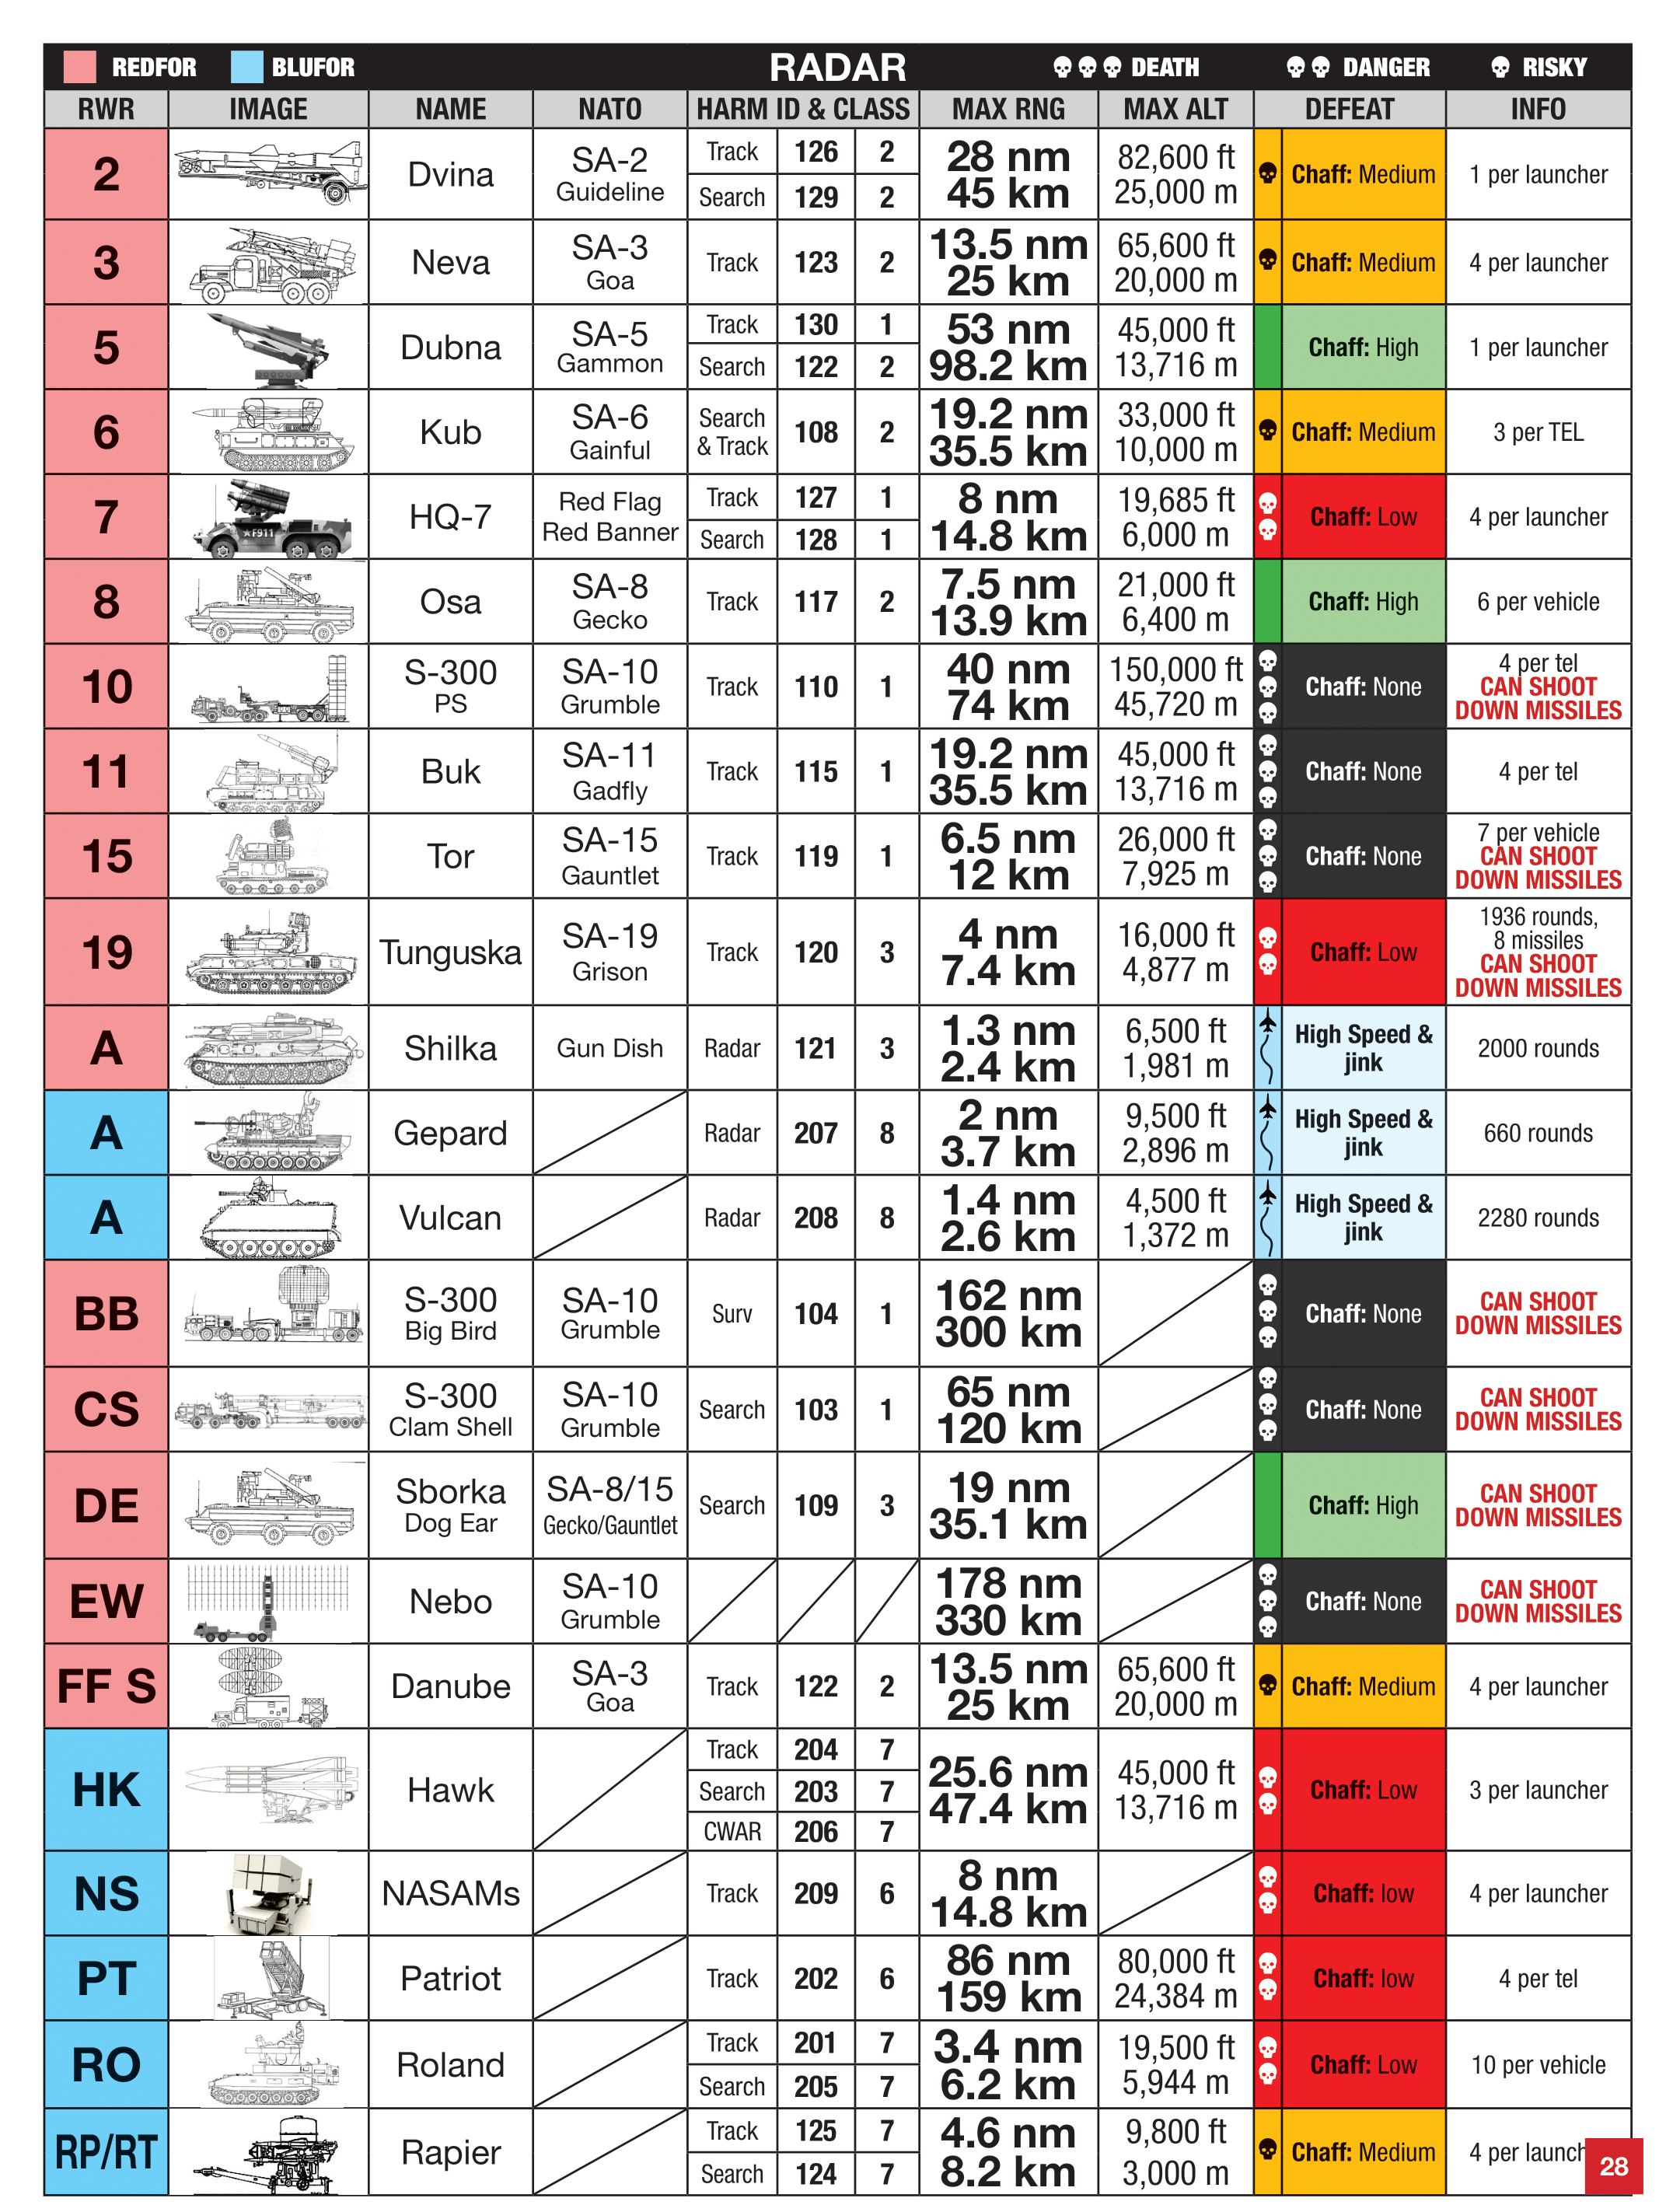 REDFOR BLUFOR RADAR DEATH DANGER RISKY
RWR IMAGE NAME NATO HARM ID & CLASS MAX RNG MAX ALT DEFEAT INFO
2 Dvina SA-2 Guideline Track 126 2 Search 129 2 28 nm 45 km 82,600 ft 25,000 m Chaff: Medium 1 per launcher
3 Neva SA-3 Goa Track 123 2 13.5 nm 25 km 65,600 ft 20,000 m Chaff: Medium 4 per launcher
5 Dubna SA-5 Gammon Track 130 1 Search 122 2 53 nm 98.2 km 45,000 ft 13,716 m Chaff: High 1 per launcher
6 Kub SA-6 Gainful Search & Track 108 2 19.2 nm 35.5 km 33,000 ft 10,000 m Chaff: Medium 3 per TEL
7 F911 HQ-7 Red Flag Red Banner Track 127 1 Search 128 1 8 nm 14.8 km 19,685 ft 6,000 m Chaff: Low 4 per launcher
8 Osa SA-8 Gecko Track 117 2 7.5 nm 13.9 km 21,000 ft 6,400 m Chaff: High 6 per vehicle
10 S-300 PS SA-10 Grumble Track 110 1 40 nm 74 km 150,000 ft 45,720 m Chaff: None 4 per tel CAN SHOOT DOWN MISSILES
11 Buk SA-11 Gadfly Track 115 1 19.2 nm 35.5 km 45,000 ft 13,716 m Chaff: None 4 per tel
15 Tor SA-15 Gauntlet Track 119 1 6.5 nm 12 km 26,000 ft 7,925 m Chaff: None 7 per vehicle CAN SHOOT DOWN MISSILES
19 Tunguska SA-19 Grison Track 120 3 4 nm 7.4 km 16,000 ft 4,877 m Chaff: Low 1936 rounds, 8 missiles CAN SHOOT DOWN MISSILES
A Shilka Gun Dish Radar 121 3 1.3 nm 2.4 km 6,500 ft 1,981 m High Speed & jink 2000 rounds
A Gepard Radar 207 8 2 nm 3.7 km 9,500 ft 2,896 m High Speed & jink 660 rounds
A Vulcan Radar 208 8 1.4 nm 2.6 km 4,500 ft 1,372 m High Speed & jink 2280 rounds
BB S-300 Big Bird SA-10 Grumble Surv 104 1 162 nm 300 km Chaff: None CAN SHOOT DOWN MISSILES
CS S-300 Clam Shell SA-10 Grumble Search 103 1 65 nm 120 km Chaff: None CAN SHOOT DOWN MISSILES
DE Sborka Dog Ear SA-8/15 Gecko/Gauntlet Search 109 3 19 nm 35.1 km Chaff: High CAN SHOOT DOWN MISSILES
EW Nebo SA-10 Grumble 178 nm 330 km Chaff: None CAN SHOOT DOWN MISSILES
FF S Danube SA-3 Goa Track 122 2 13.5 nm 25 km 65,600 ft 20,000 m Chaff: Medium 4 per launcher
HK Hawk Track 204 7 Search 203 7 CWAR 206 7 25.6 nm 47.4 km 45,000 ft 13,716 m Chaff: Low 3 per launcher
NS NASAMs Track 209 6 8 nm 14.8 km Chaff: low 4 per launcher
PT Patriot Track 202 6 86 nm 159 km 80,000 ft 24,384 m Chaff: low 4 per tel
RO Roland Track 201 7 Search 205 7 3.4 nm 6.2 km 19,500 ft 5,944 m Chaff: Low 10 per vehicle
RP/RT Rapier Track 125 7 Search 124 7 4.6 nm 8.2 km 9,800 ft 3,000 m Chaff: Medium 4 per launch
28